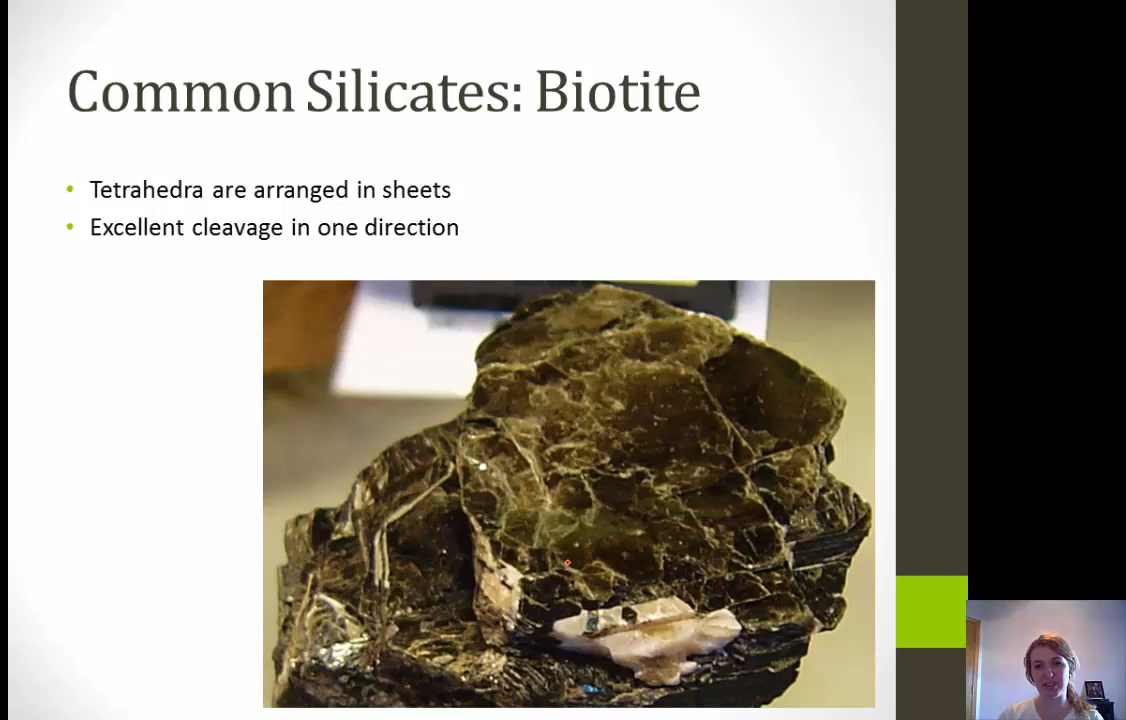 Common Silicates: Biotite
• Tetrahedra are arranged in sheets
• Excellent cleavage in one direction